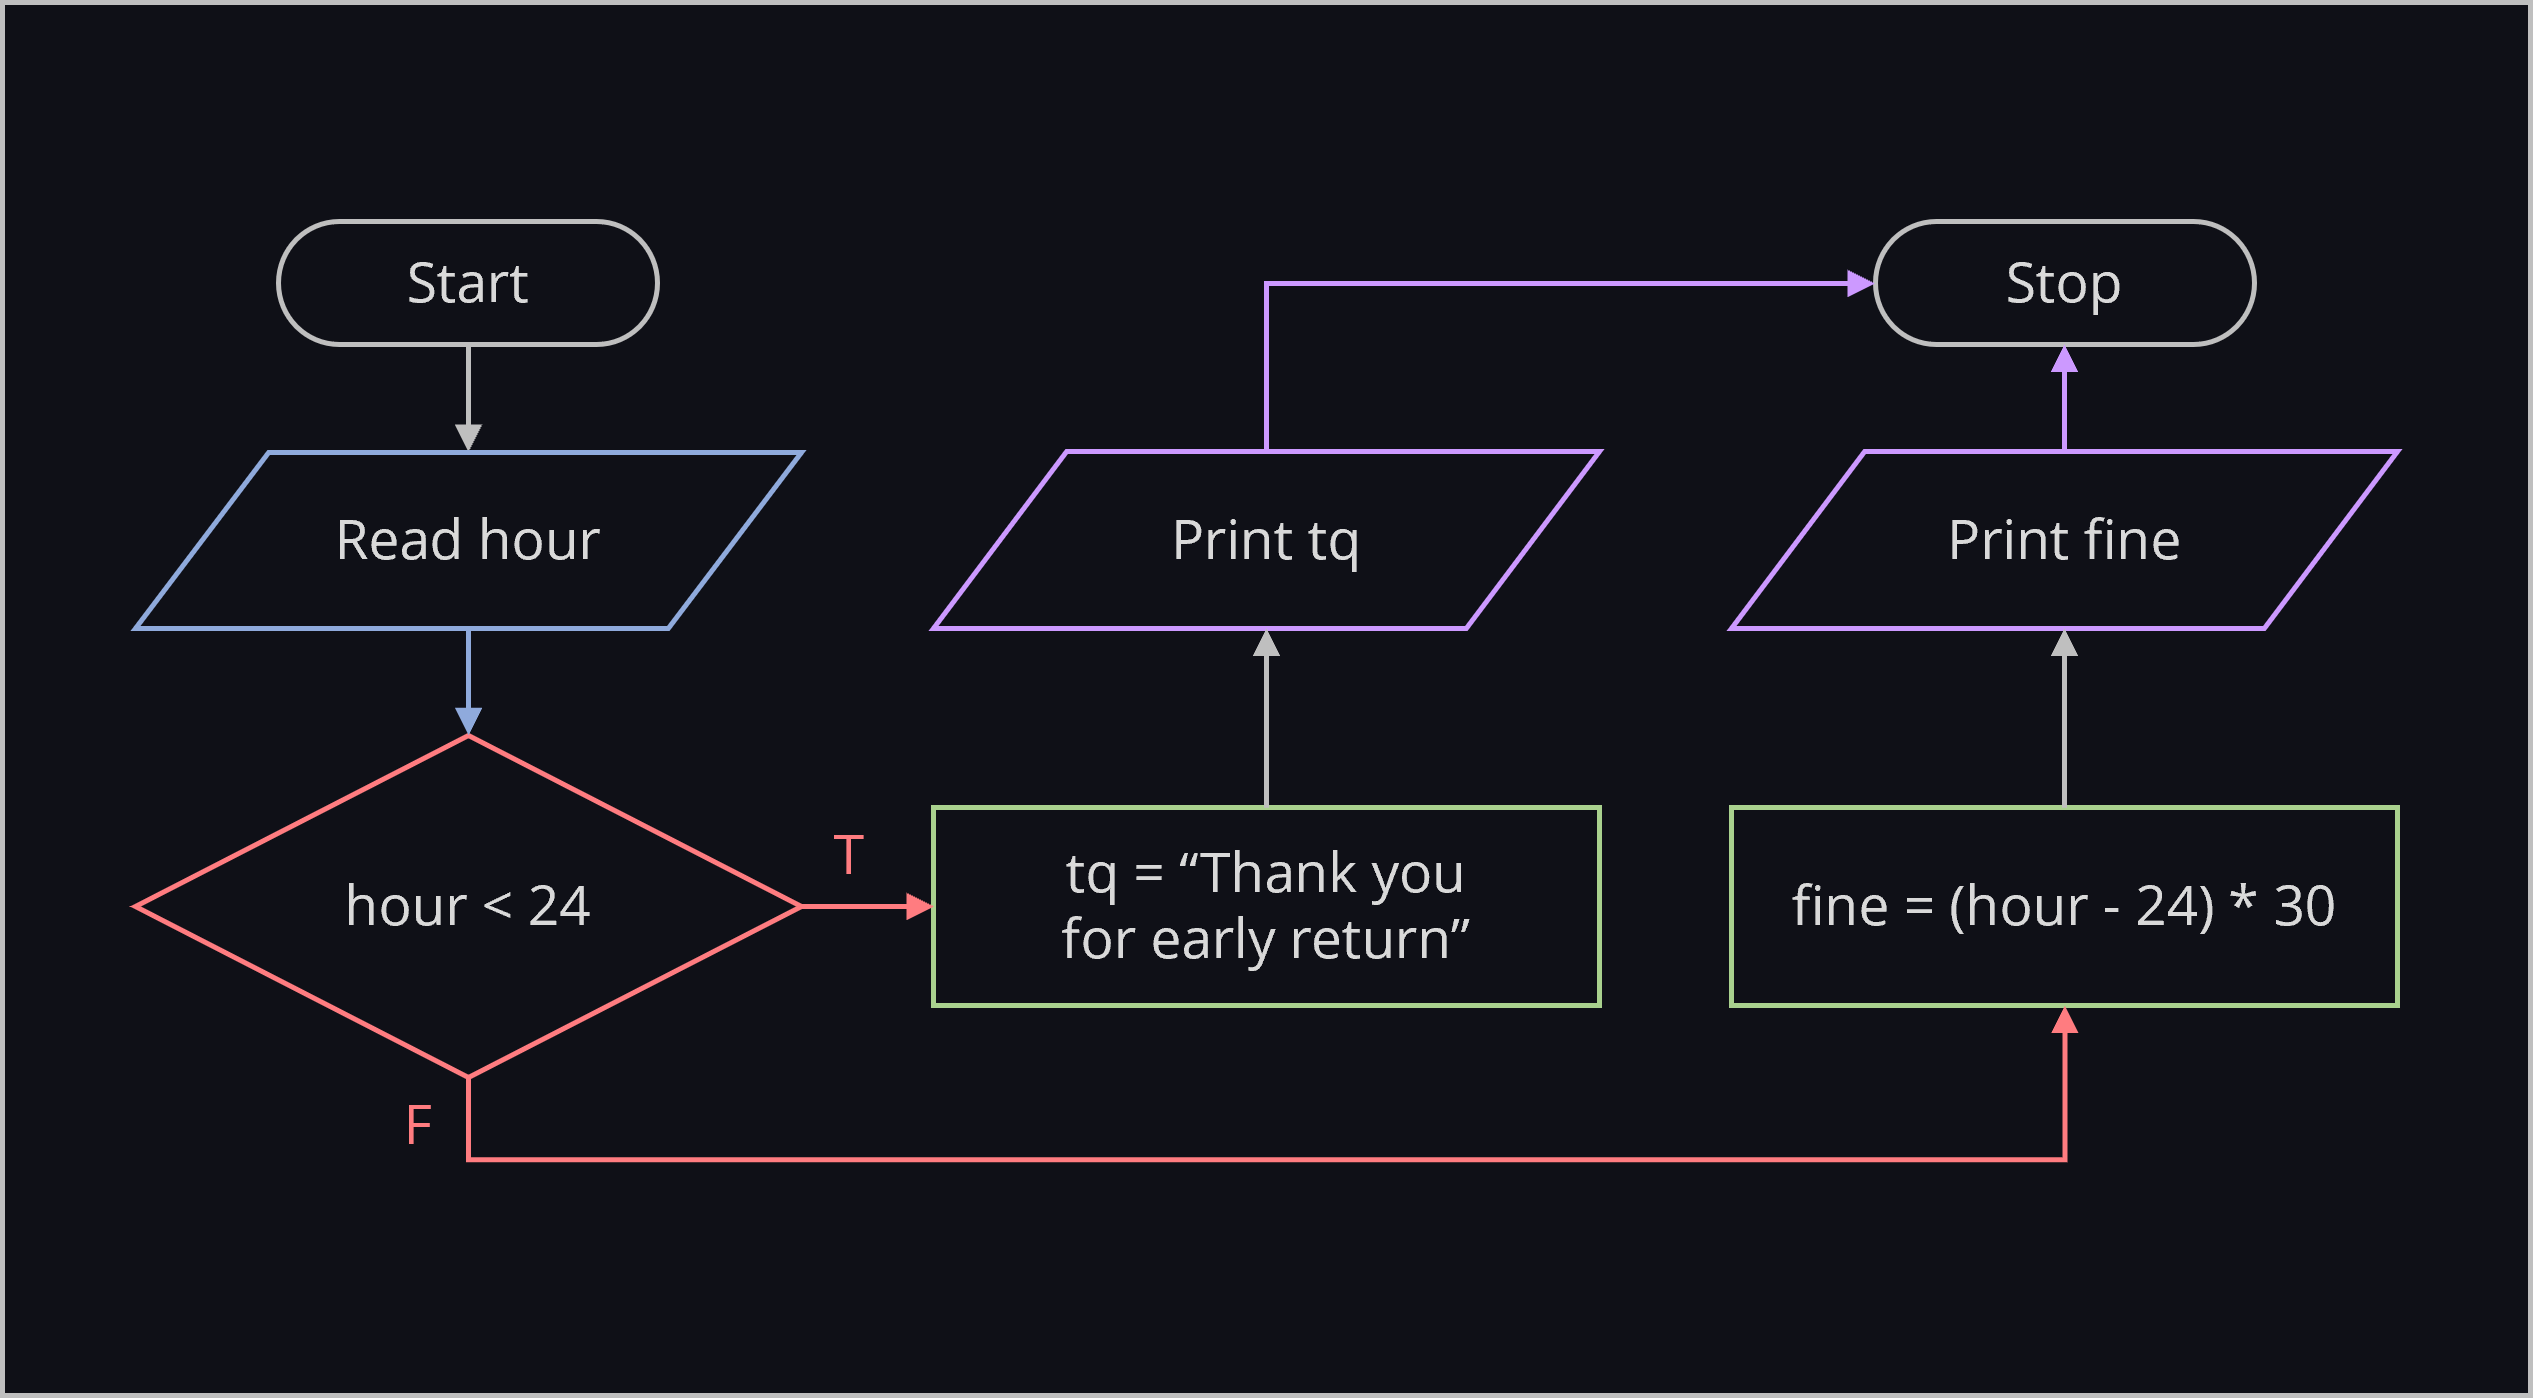 Start
Read hour
hour < 24
T
F
tq = “Thank you
for early return”
Print tq
fine = (hour - 24) * 30
Print fine
Stop